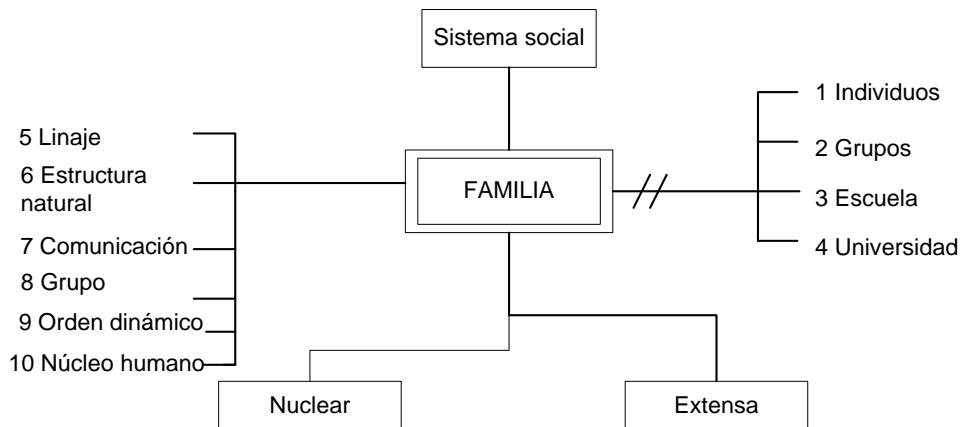 Sistema social
1 Individuos
2 Grupos
3 Escuela
4 Universidad
FAMILIA
5 Linaje
6 Estructura
natural
7 Comunicación
8 Grupo
9 Orden dinámico
10 Núcleo humano
Nuclear
Extensa